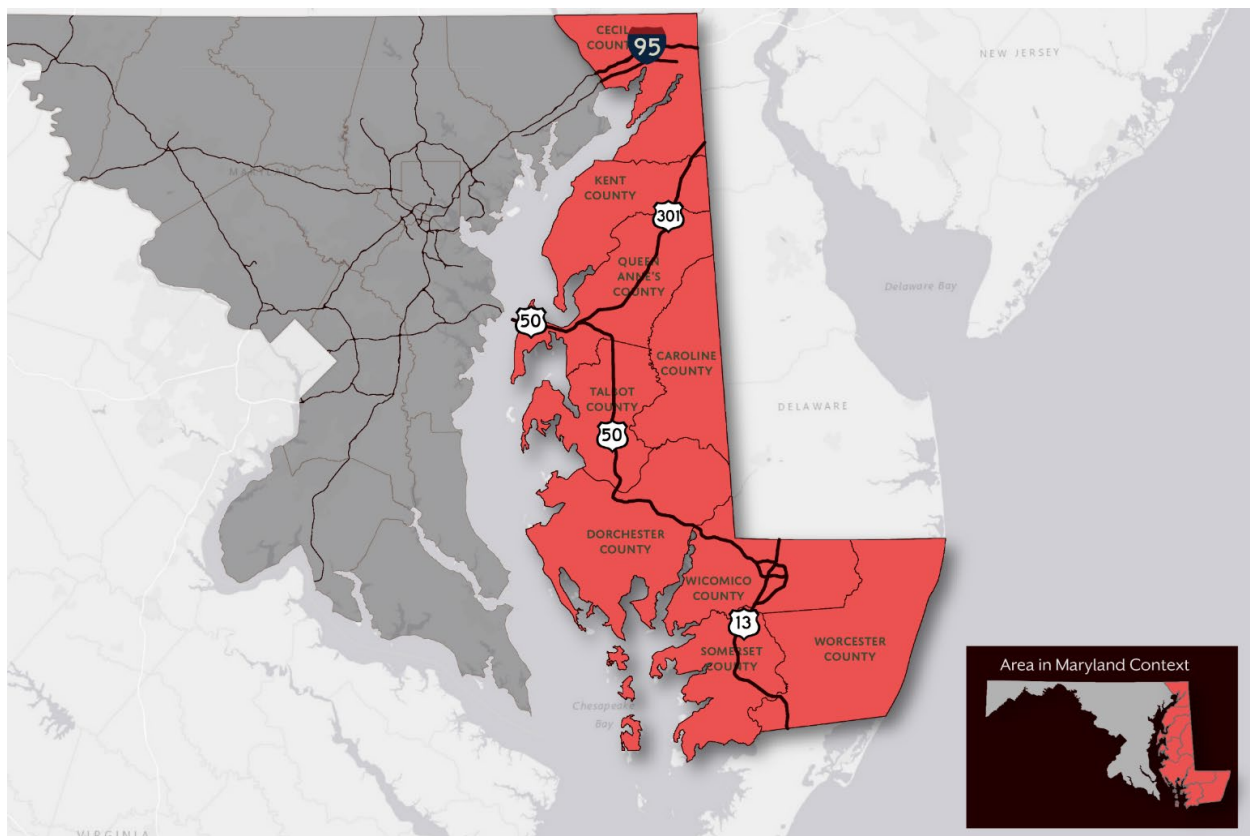 CECIL
COUNTY
95
NEW JERSEY
MARYLAND
KENT
COUNTY
301
QUEEN
ANNE'S
COUNTY
Delaware Bay
50
CAROLINE
COUNTY
TALBOT
COUNTY
DELAWARE
50
DORCHESTER
COUNTY
WICOMICO
COUNTY
13
SOMERSET
COUNTY
WORCESTER
COUNTY
Area in Maryland Context
Chesapeake
Bay
VIRGINIA